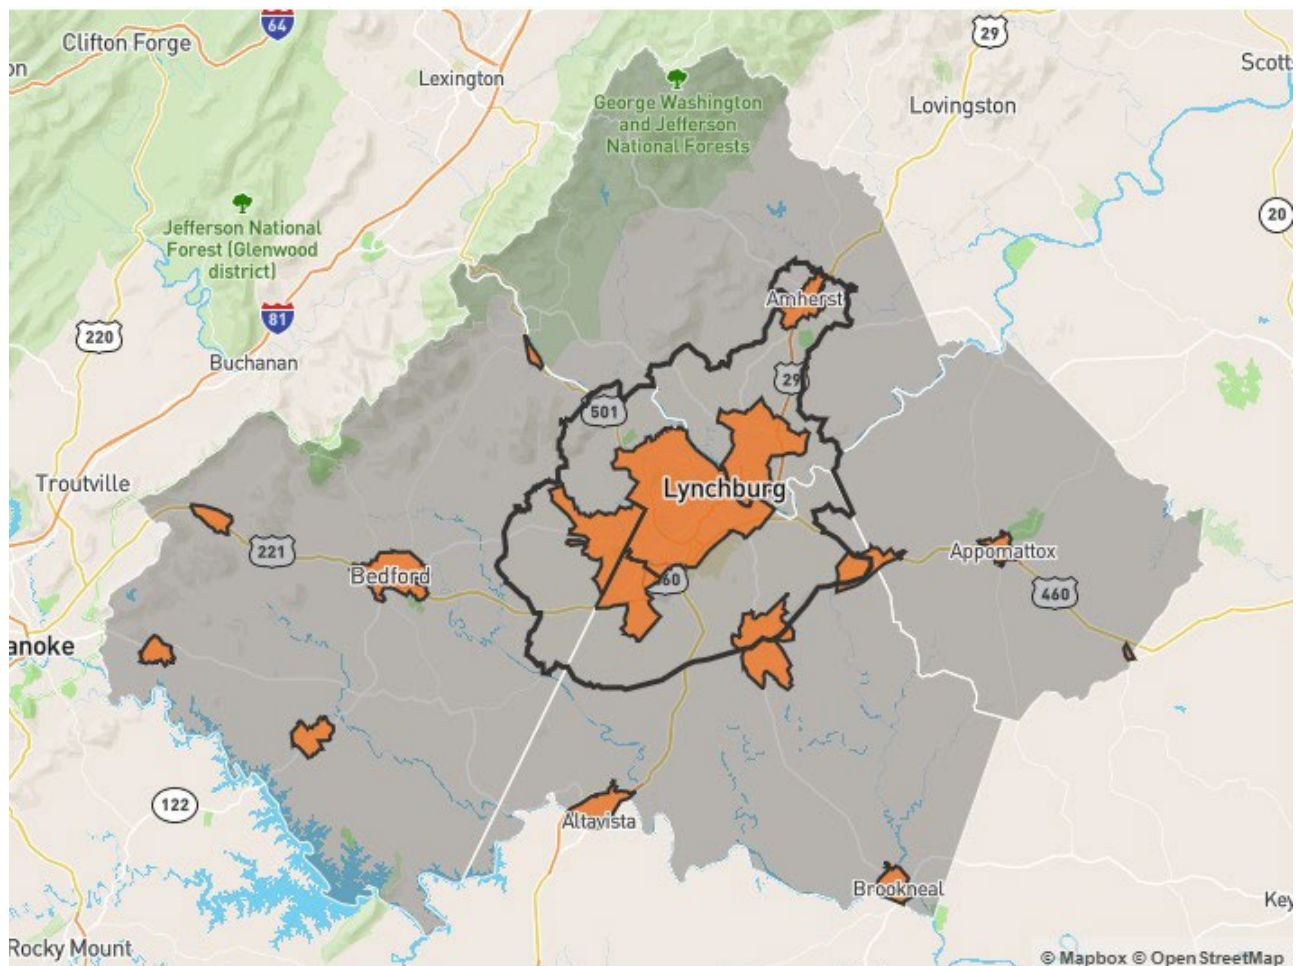 64
Clifton Forge
on
Lexington
29
Scotts
George Washington
and Jefferson
National Forests
Lovingston
Jefferson National
Forest (Glenwood
district)
20
Amherst
81
220
Buchanan
29
501
Troutville
Lynchburg
221
Bedford
60
Appomattox
460
anoke
122
Altavista
Brookneal
Key
Rocky Mount
© Mapbox © OpenStreetMap